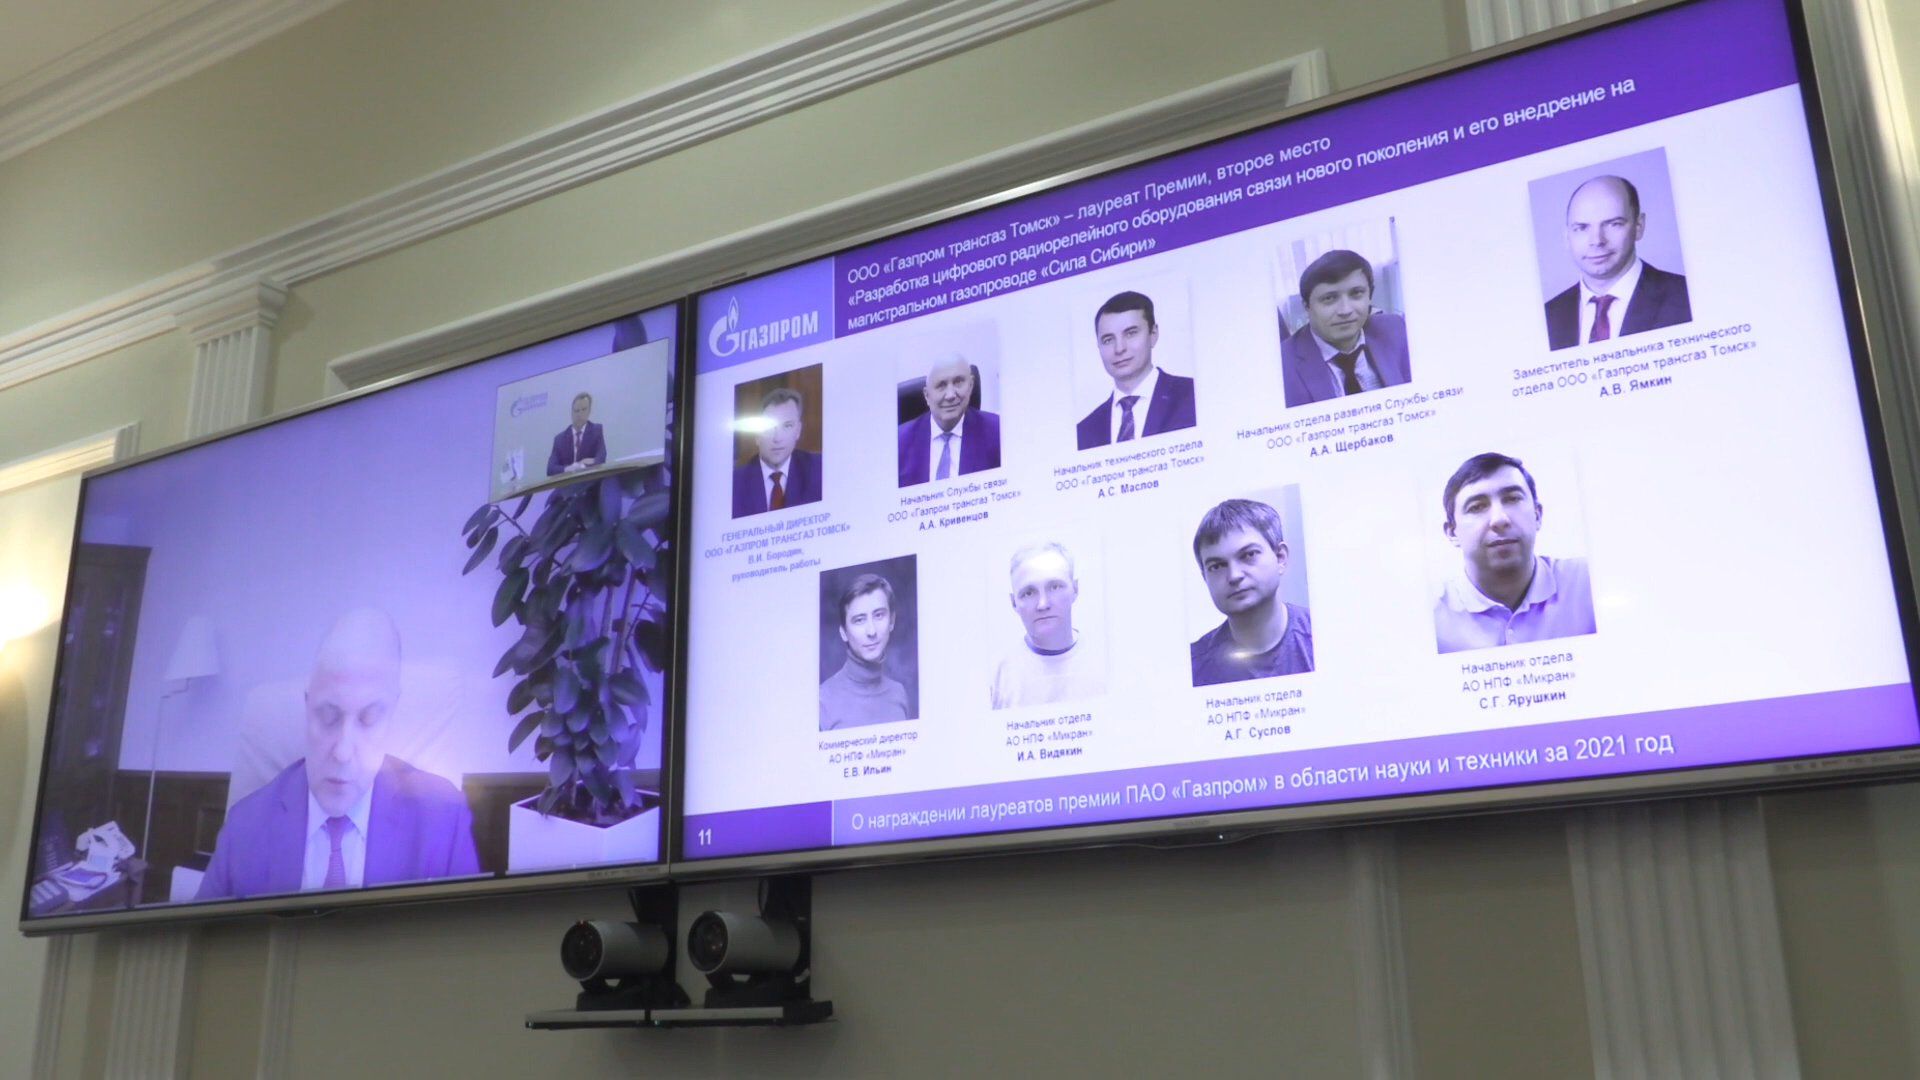 ООО «Газпром трансгаз Томск» – лауреат Премии, второе место
«Разработка цифрового радиорелейного оборудования связи нового поколения и его внедрение на
магистральном газопроводе «Сила Сибири»
ГАЗПРОМ
ГЕНЕРАЛЬНЫЙ ДИРЕКТОР
ООО «ГАЗПРОМ ТРАНСГАЗ ТОМСК»
В.И. Бородин,
руководитель работы
Начальник Службы связи
ООО «Газпром трансгаз Томск»
А.А. Кривенцов
Начальник технического отдела
ООО «Газпром трансгаз Томск»
А.С. Маслов
Начальник отдела развития Службы связи
ООО «Газпром трансгаз Томск»
А.А. Щербаков
Заместитель начальника технического
отдела ООО «Газпром трансгаз Томск»
А.В. Ямкин
Коммерческий директор
АО НПФ «Микран»
Е.В. Ильин
Начальник отдела
АО НПФ «Микран»
И.А. Видякин
Начальник отдела
АО НПФ «Микран»
А.Г. Суслов
Начальник отдела
АО НПФ «Микран»
С.Г. Ярушкин
11
О награждении лауреатов премии ПАО «Газпром» в области науки и техники за 2021 год